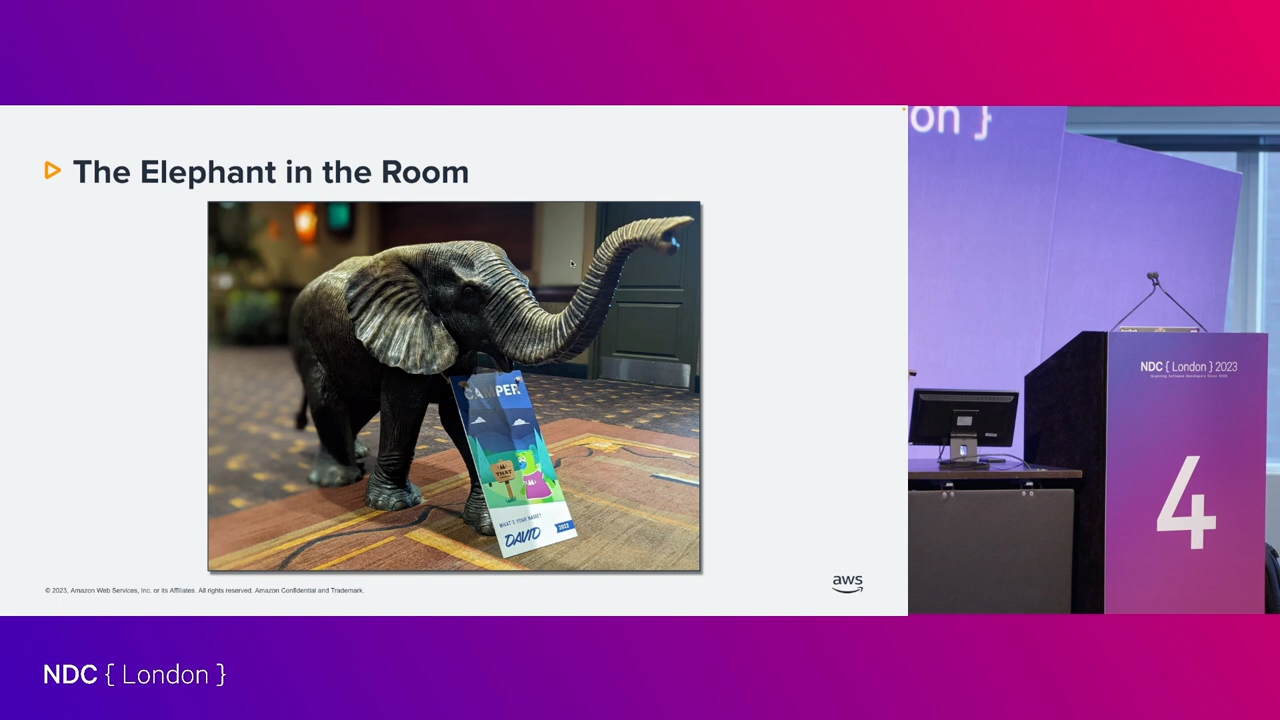 on }
The Elephant in the Room
CAMPER
THAT
WHAT'S YOUR NAME?
DAVID
2022
© 2023, Amazon Web Services, Inc. or its Affiliates. All rights reserved. Amazon Confidential and Trademark.
aws
NDC { London } 2023
4
NDC { London }